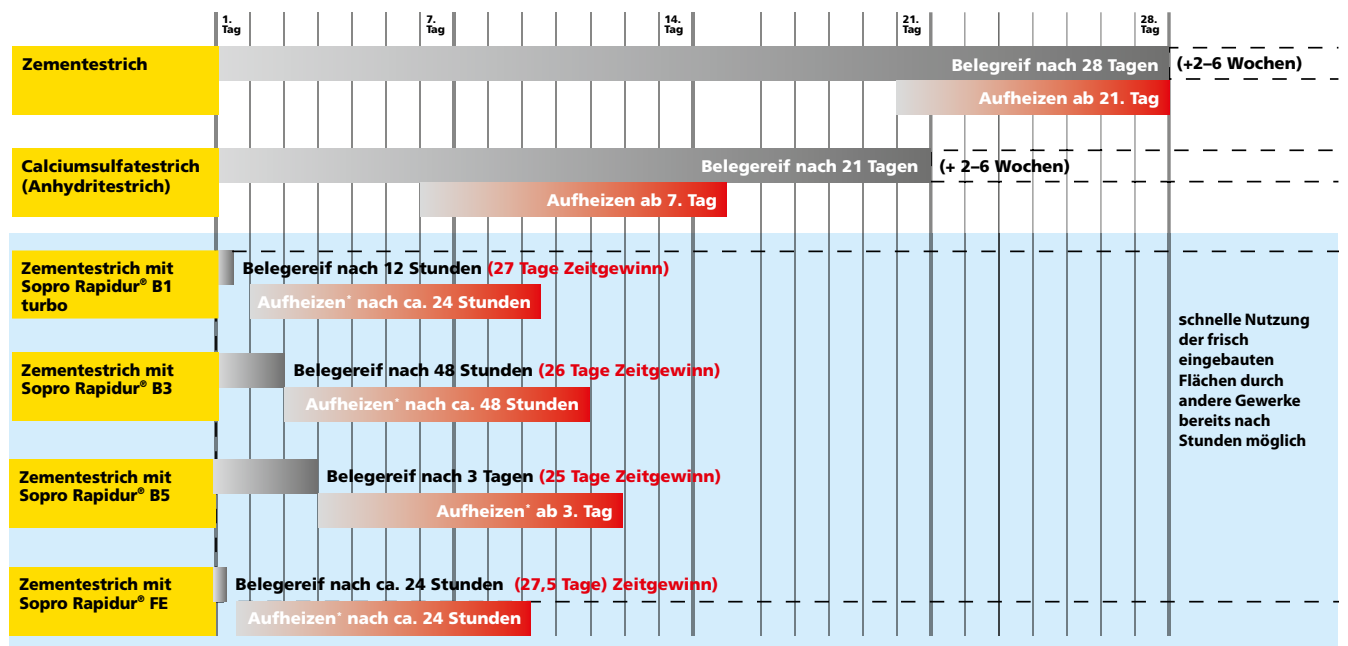 1.
Tag
7.
Tag
14.
Tag
21.
Tag
28.
Tag
Zementestrich
Belegreif nach 28 Tagen
(+2–6 Wochen)
Aufheizen ab 21. Tag
Calciumsulfatestrich
(Anhydritestrich)
Belegereif nach 21 Tagen
(+ 2–6 Wochen)
Aufheizen ab 7. Tag
Zementestrich mit
Sopro Rapidur® B1
turbo
Belegereif nach 12 Stunden (27 Tage Zeitgewinn)
Aufheizen* nach ca. 24 Stunden
Zementestrich mit
Sopro Rapidur® B3
Belegereif nach 48 Stunden (26 Tage Zeitgewinn)
Aufheizen* nach ca. 48 Stunden
schnelle Nutzung
der frisch
eingebauten
Flächen durch
andere Gewerke
bereits nach
Stunden möglich
Zementestrich mit
Sopro Rapidur® B5
Belegereif nach 3 Tagen (25 Tage Zeitgewinn)
Aufheizen* ab 3. Tag
Zementestrich mit
Sopro Rapidur® FE
Belegereif nach ca. 24 Stunden (27,5 Tage) Zeitgewinn)
Aufheizen* nach ca. 24 Stunden